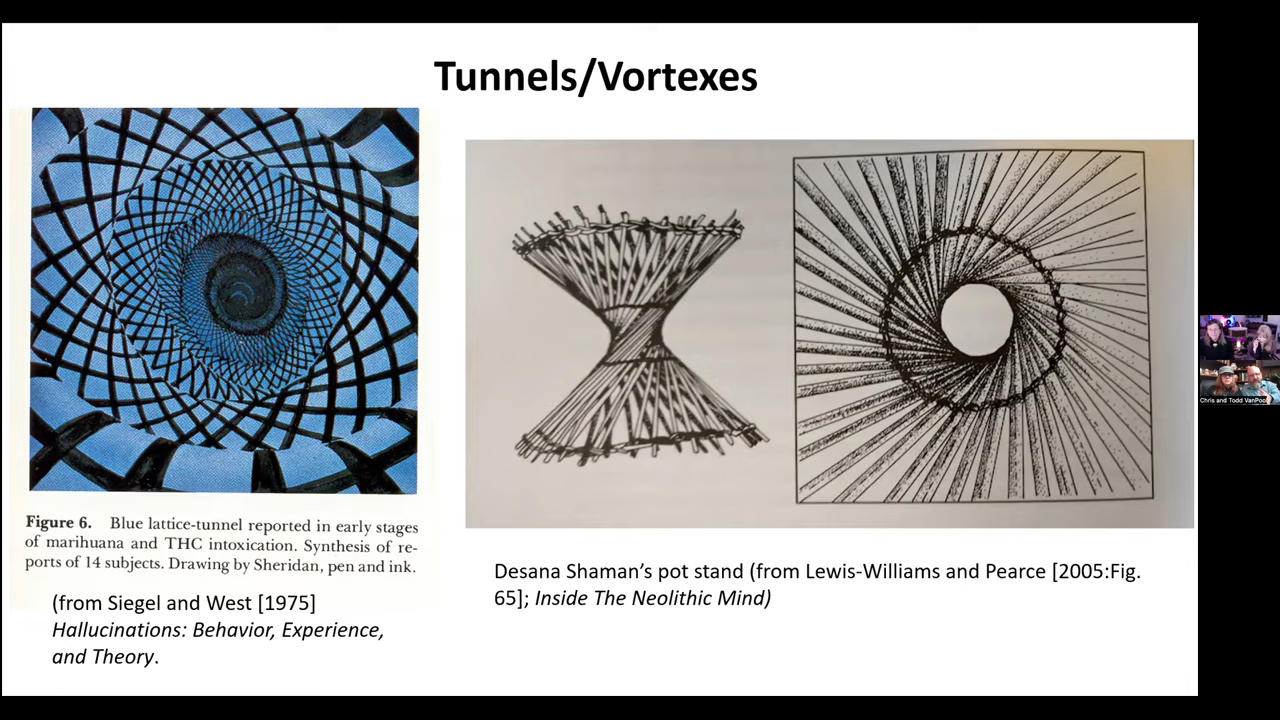 Tunnels/Vortexes
Figure 6. Blue lattice-tunnel reported in early stages
of marihuana and THC intoxication. Synthesis of re-
ports of 14 subjects. Drawing by Sheridan, pen and ink.
(from Siegel and West [1975]
Hallucinations: Behavior, Experience,
and Theory.
Desana Shaman's pot stand (from Lewis-Williams and Pearce [2005:Fig.
65]; Inside The Neolithic Mind)
Chris and Todd VanPool